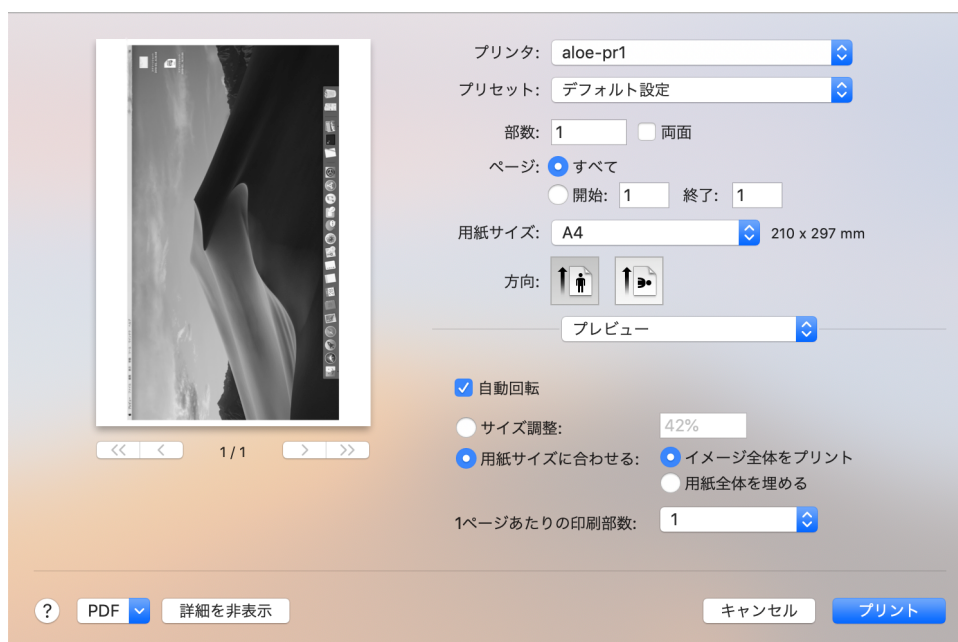 プリンタ: aloe-pr1
プリセット: デフォルト設定
部数: 1 両面
ページ: すべて
開始: 1 終了: 1
用紙サイズ: A4 210 x 297 mm
方向:
プレビュー
自動回転
サイズ調整: 42%
用紙サイズに合わせる: イメージ全体をプリント
用紙全体を埋める
1ページあたりの印刷部数: 1
<< < 1 / 1 > >>
? PDF 詳細を非表示 キャンセル プリント